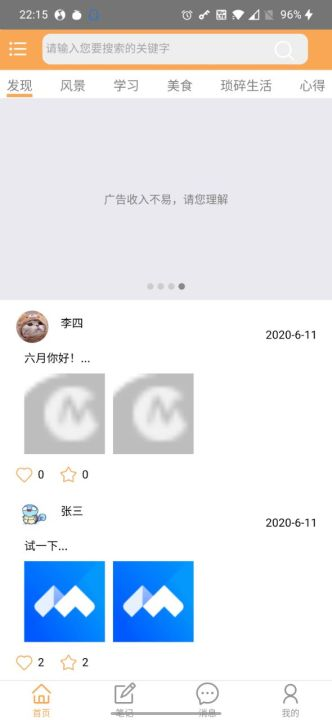 22:15
96%
请输入您要搜索的关键字
发现 风景 学习 美食 琐碎生活 心得
广告收入不易，请您理解
李四
2020-6-11
六月你好！...
0 0
张三
2020-6-11
试一下...
2 2
首页 笔记 消息 我的